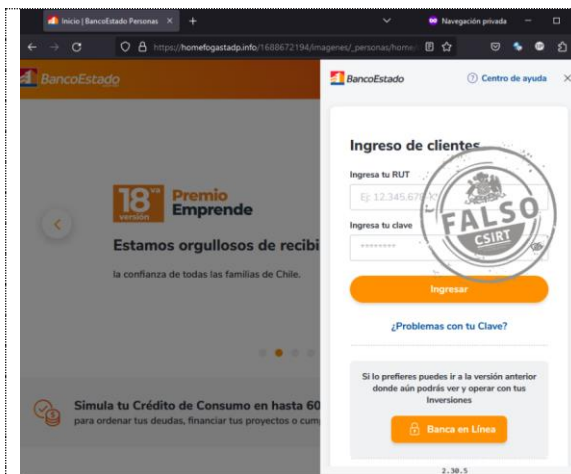 Inicio | BancoEstado Personas
Navegación privada
https://homefogastadp.info/1688672194/imagenes/_personas/home/
BancoEstado
BancoEstado
Centro de ayuda
Ingreso de clientes
Ingresa tu RUT
Ej: 12.345.678-
Ingresa tu clave
********
FALSO
CSIRT
Ingresar
¿Problemas con tu Clave?
Si lo prefieres puedes ir a la versión anterior
donde aún podrás ver y operar con tus
Inversiones
Banca en Línea
2.30.5
18va
versión
Premio
Emprende
Estamos orgullosos de recibi
la confianza de todas las familias de Chile.
Simula tu Crédito de Consumo en hasta 60
para ordenar tus deudas, financiar tus proyectos o cum